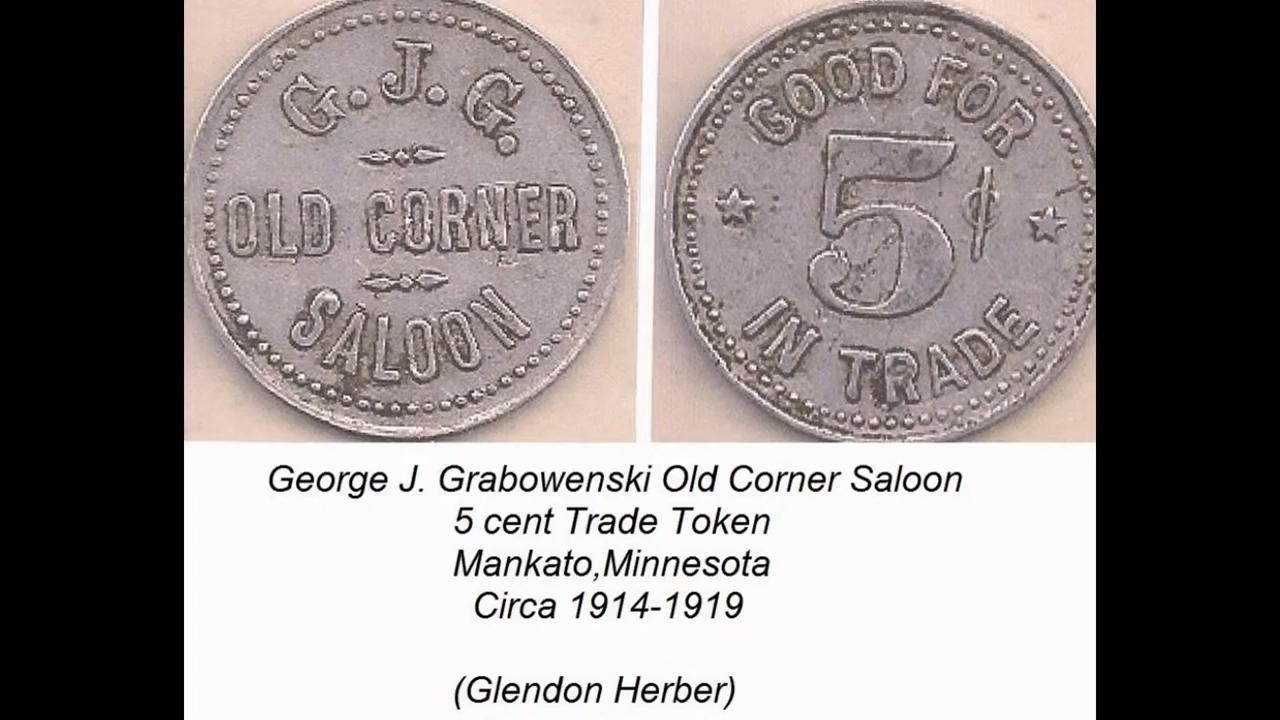 G. J. G.
OLD CORNER
SALOON
GOOD FOR
5¢
IN TRADE
George J. Grabowenski Old Corner Saloon
5 cent Trade Token
Mankato,Minnesota
Circa 1914-1919
(Glendon Herber)